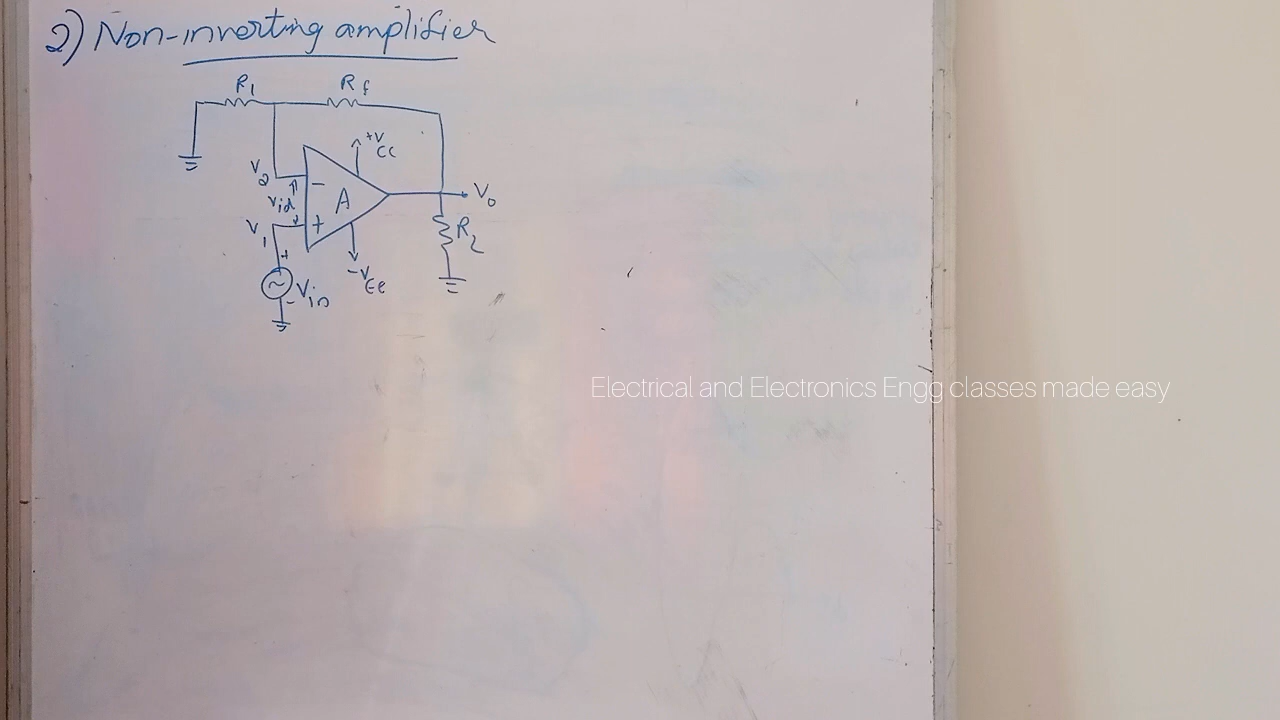 2) Non-inverting amplifier
R1 Rf
+Vcc
V2 -
Vid A Vo
V1 + RL
-VEE
+
Vin
-
Electrical and Electronics Engg classes made easy